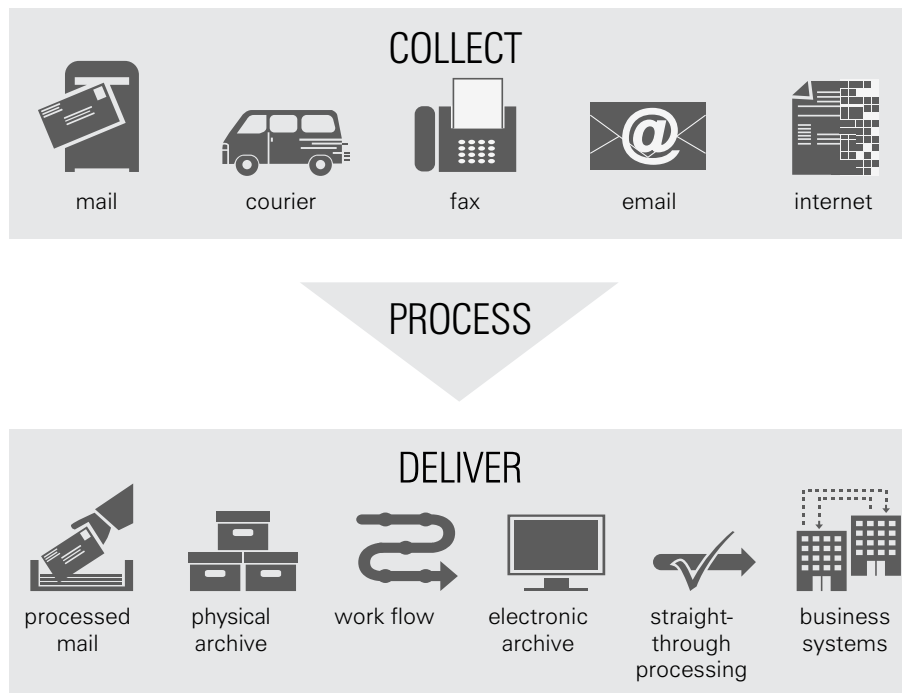 COLLECT
mail
courier
fax
email
internet
PROCESS
DELIVER
processed
mail
physical
archive
work flow
electronic
archive
straight-
through
processing
business
systems